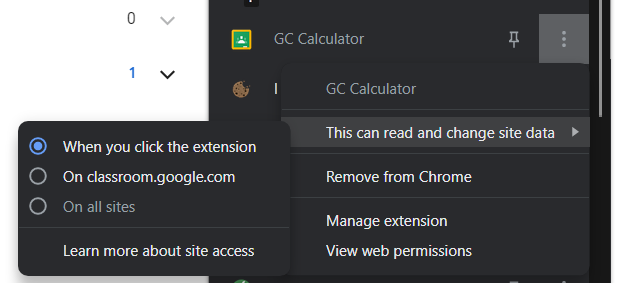 0
1
GC Calculator
I
GC Calculator
This can read and change site data
Remove from Chrome
Manage extension
View web permissions
When you click the extension
On classroom.google.com
On all sites
Learn more about site access